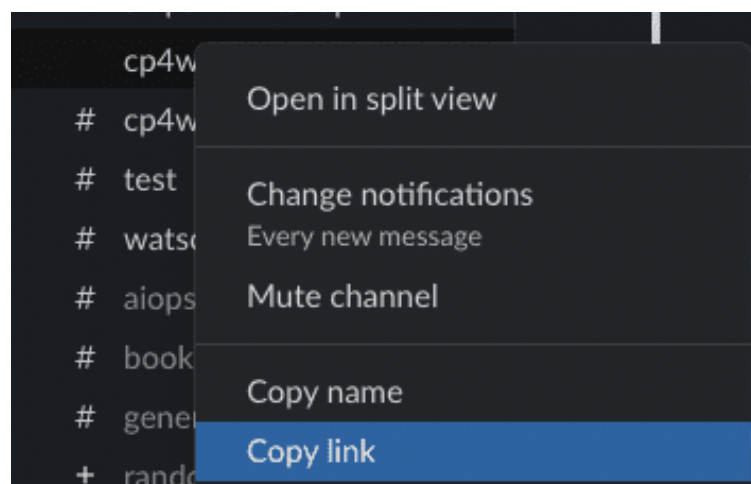 cp4w
Open in split view
# cp4w
# test
Change notifications
# wats
Every new message
# aiops
Mute channel
# book
Copy name
# gene
Copy link
+ rand